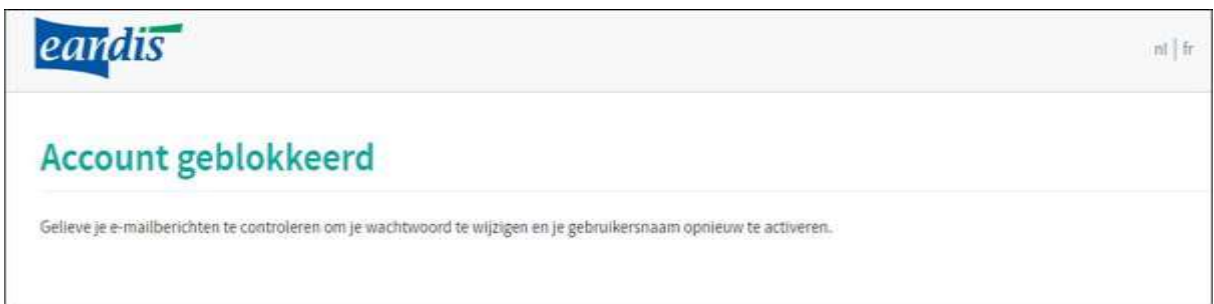 eandis
nl | fr
Account geblokkeerd
Gelieve je e-mailberichten te controleren om je wachtwoord te wijzigen en je gebruikersnaam opnieuw te activeren.